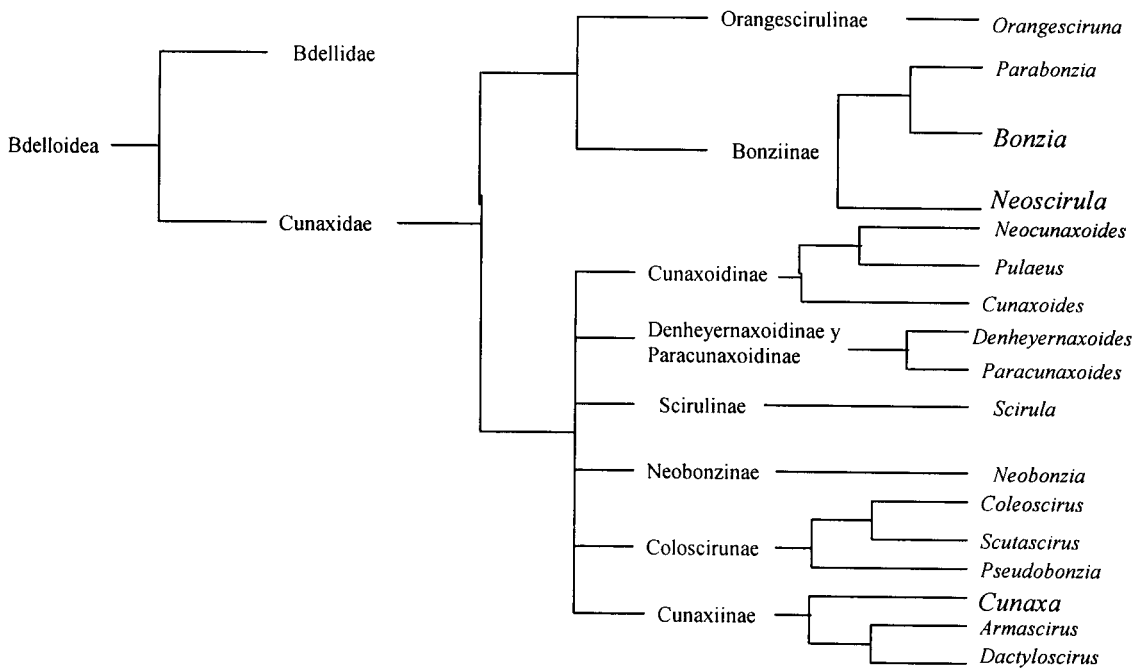 Bdelloidea
Bdellidae
Cunaxidae
Orangescirulinae
Orangesciruna
Bonziinae
Parabonzia
Bonzia
Neoscirula
Cunaxoidinae
Neocunaxoides
Pulaeus
Cunaxoides
Denheyernaxoidinae y
Paracunaxoidinae
Denheyernaxoides
Paracunaxoides
Scirulinae
Scirula
Neobonzinae
Neobonzia
Coloscirunae
Coleoscirus
Scutascirus
Pseudobonzia
Cunaxiinae
Cunaxa
Armascirus
Dactyloscirus